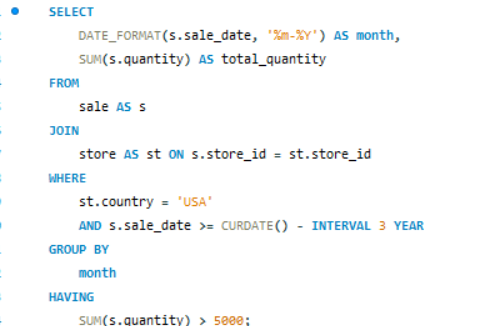 SELECT
DATE_FORMAT(s.sale_date, '%m-%Y') AS month,
SUM(s.quantity) AS total_quantity
FROM
sale AS s
JOIN
store AS st ON s.store_id = st.store_id
WHERE
st.country = 'USA'
AND s.sale_date >= CURDATE() - INTERVAL 3 YEAR
GROUP BY
month
HAVING
SUM(s.quantity) > 5000;